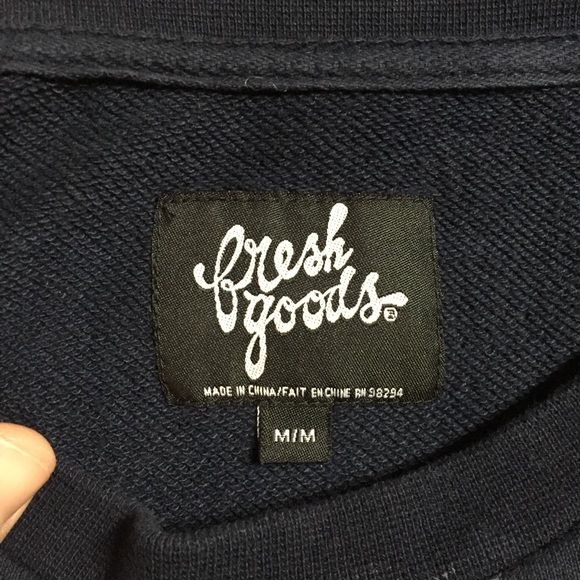 fresh
goods®
MADE IN CHINA/FAIT EN CHINE RN 98294
M/M